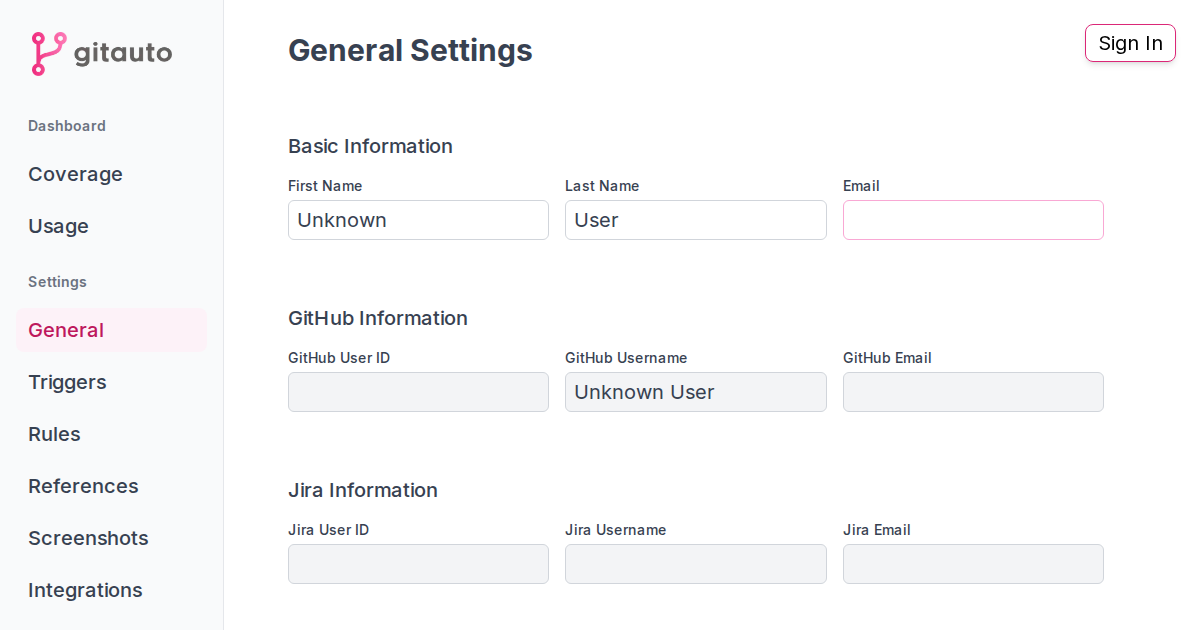 gitauto
Dashboard
Coverage
Usage
Settings
General
Triggers
Rules
References
Screenshots
Integrations
General Settings
Sign In
Basic Information
First Name Last Name Email
Unknown User
GitHub Information
GitHub User ID GitHub Username GitHub Email
Unknown User
Jira Information
Jira User ID Jira Username Jira Email